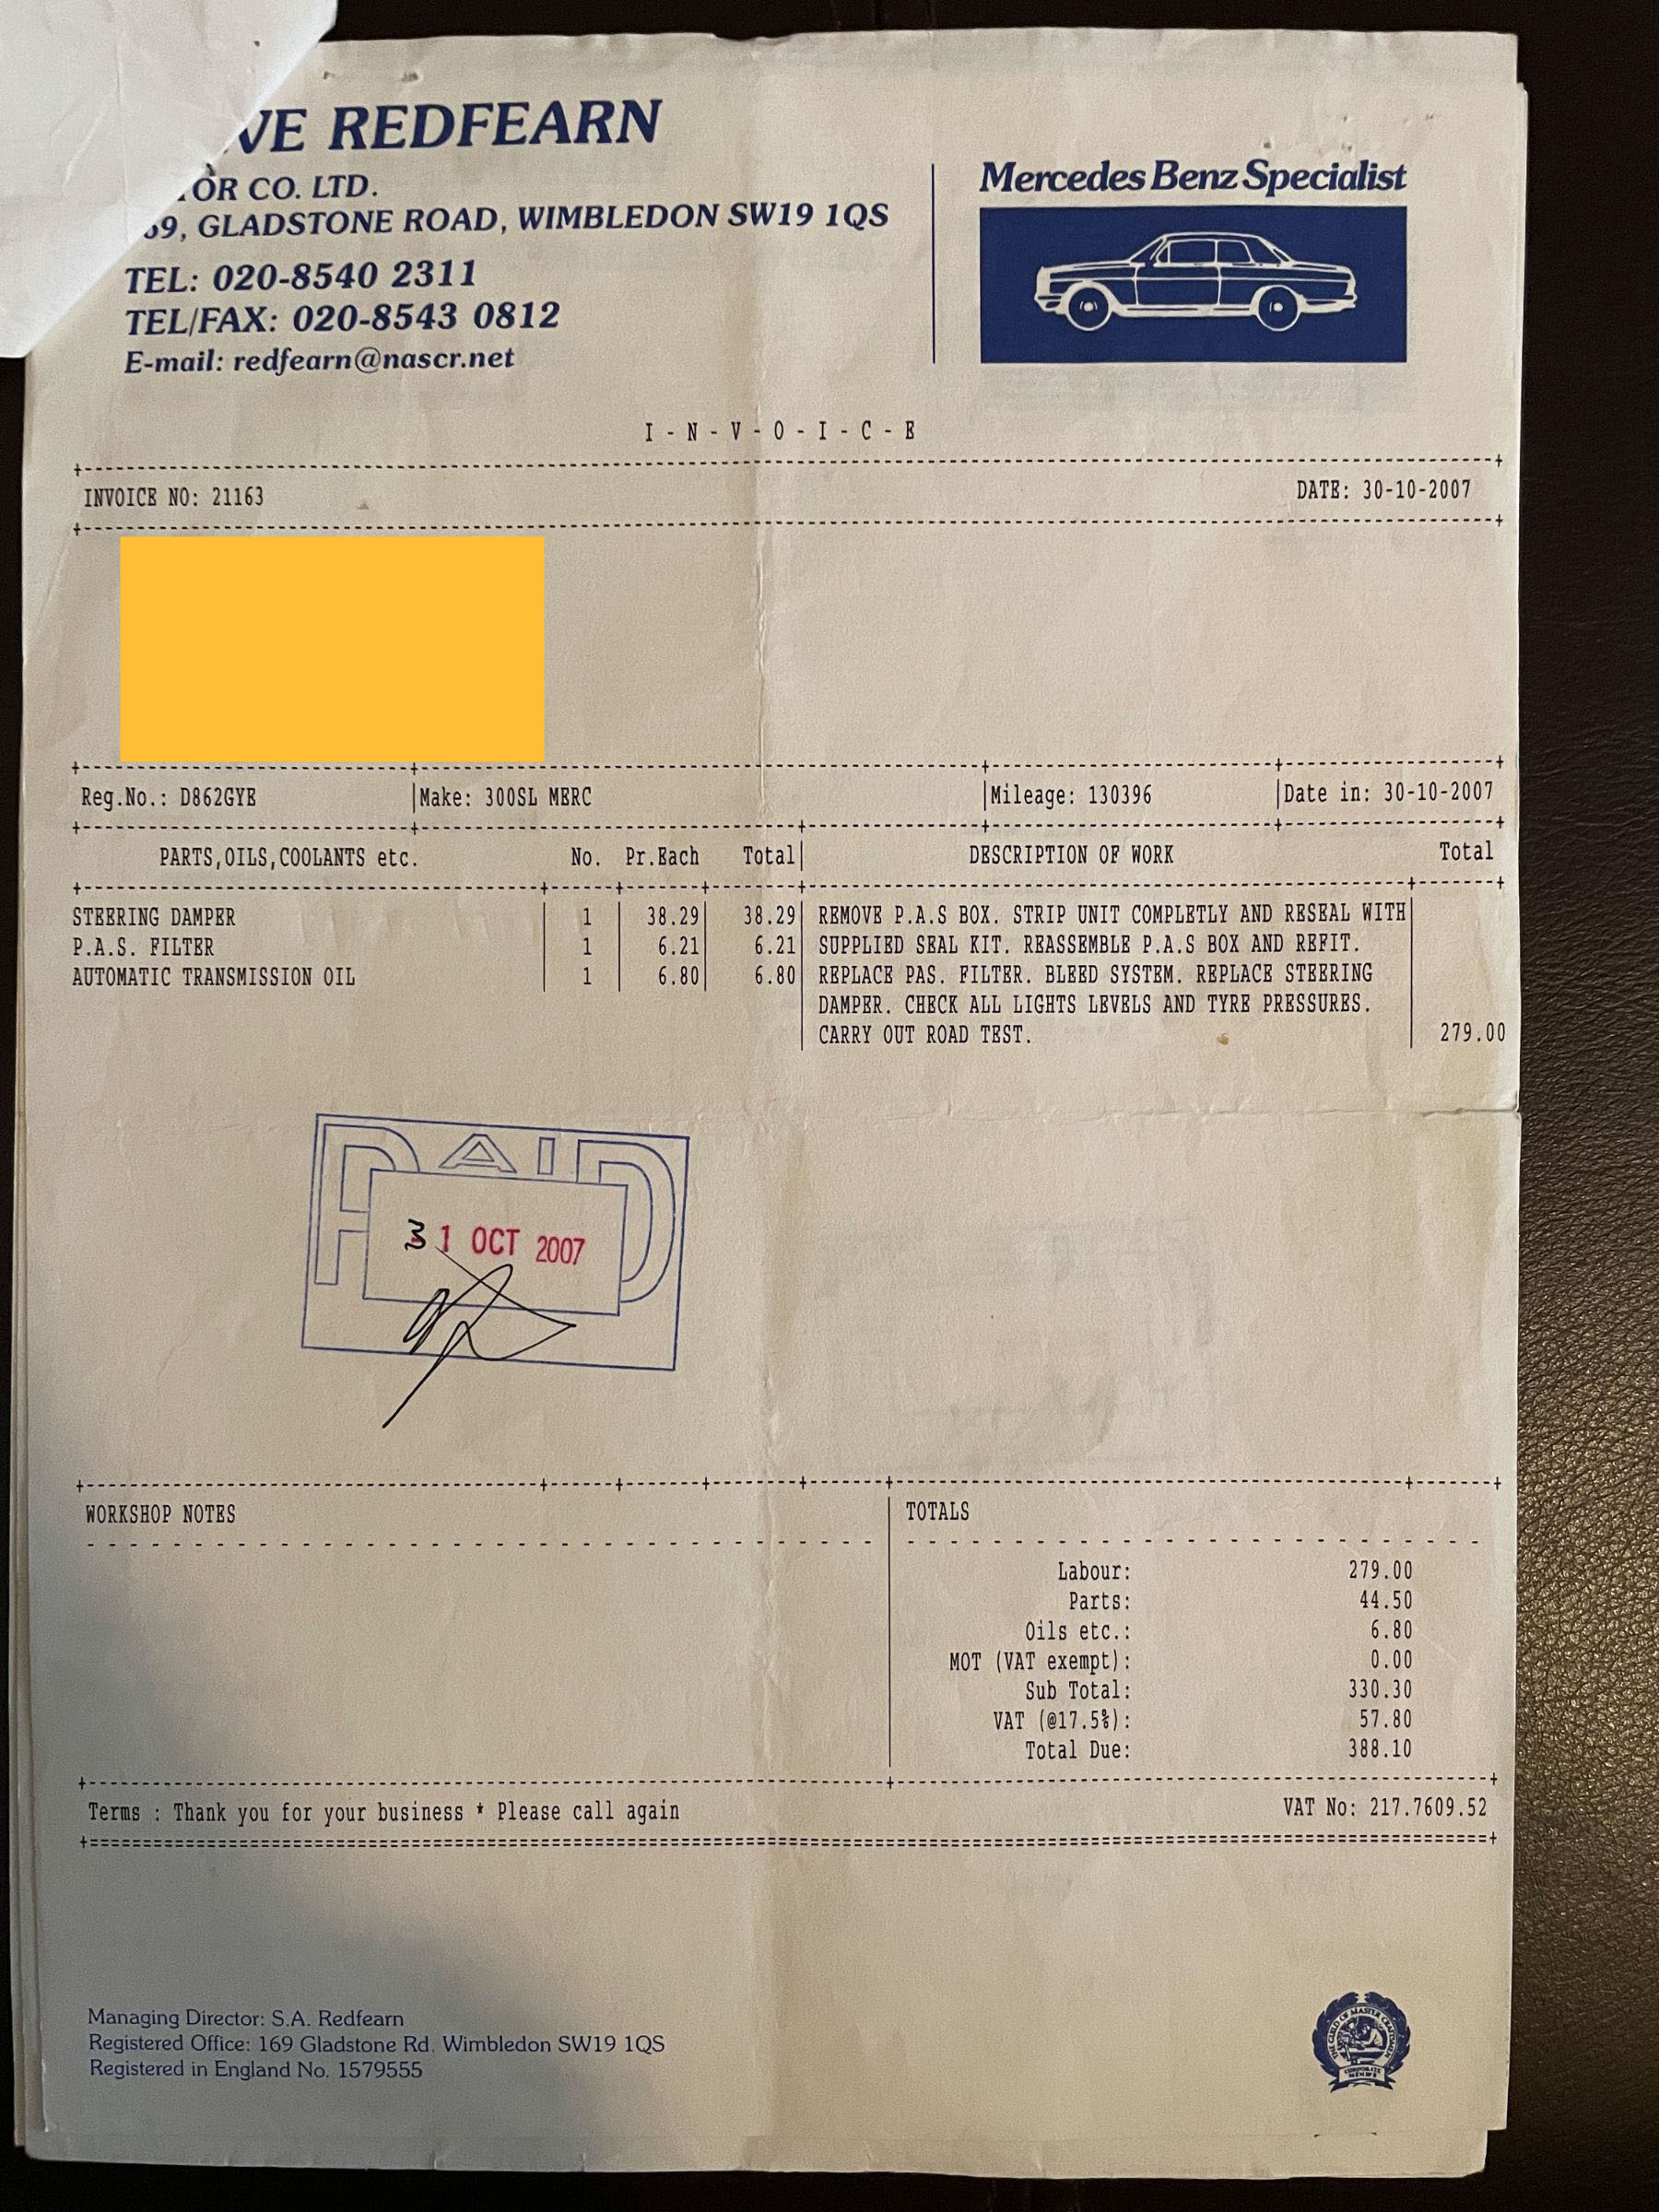 VE REDFEARN
OR CO. LTD.
69, GLADSTONE ROAD, WIMBLEDON SW19 1QS
TEL: 020-8540 2311
TEL/FAX: 020-8543 0812
E-mail: redfearn@nascr.net
Mercedes Benz Specialist
I - N - V - O - I - C - E
INVOICE NO: 21163 DATE: 30-10-2007
Reg.No.: D862GYE Make: 300SL MERC Mileage: 130396 Date in: 30-10-2007
PARTS,OILS,COOLANTS etc. No. Pr.Each Total DESCRIPTION OF WORK Total
STEERING DAMPER 1 38.29 38.29 REMOVE P.A.S BOX. STRIP UNIT COMPLETLY AND RESEAL WITH
P.A.S. FILTER 1 6.21 6.21 SUPPLIED SEAL KIT. REASSEMBLE P.A.S BOX AND REFIT.
AUTOMATIC TRANSMISSION OIL 1 6.80 6.80 REPLACE PAS. FILTER. BLEED SYSTEM. REPLACE STEERING
DAMPER. CHECK ALL LIGHTS LEVELS AND TYRE PRESSURES.
CARRY OUT ROAD TEST. 279.00
PAID
31 OCT 2007
WORKSHOP NOTES
TOTALS
Labour: 279.00
Parts: 44.50
Oils etc.: 6.80
MOT (VAT exempt): 0.00
Sub Total: 330.30
VAT (@17.5%): 57.80
Total Due: 388.10
Terms : Thank you for your business * Please call again VAT No: 217.7609.52
Managing Director: S.A. Redfearn
Registered Office: 169 Gladstone Rd. Wimbledon SW19 1QS
Registered in England No. 1579555
THE GUILD OF MASTER CRAFTSMEN
CORPORATE
MEMBER